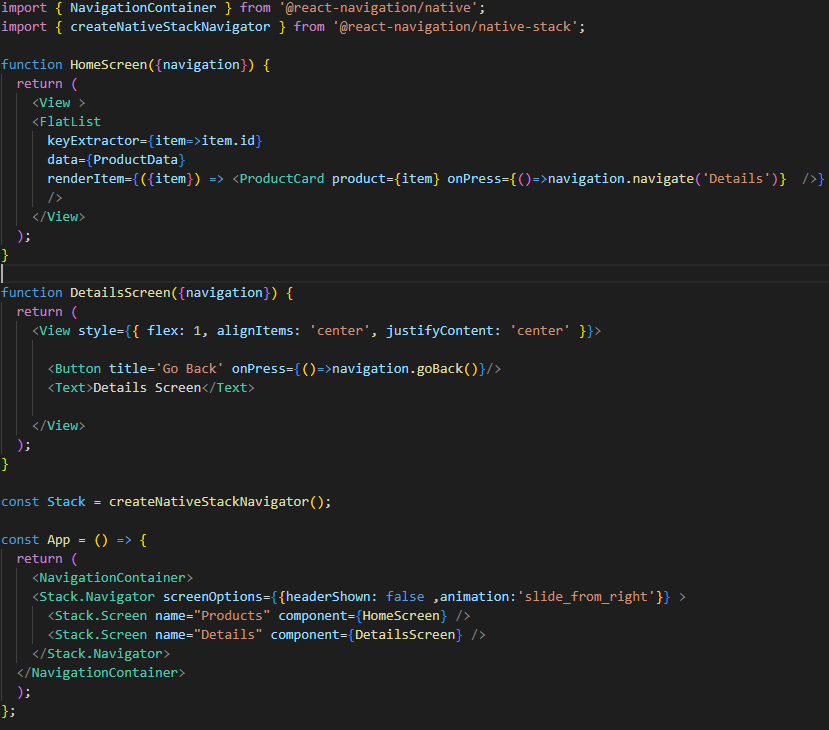 import { NavigationContainer } from '@react-navigation/native';
import { createNativeStackNavigator } from '@react-navigation/native-stack';

function HomeScreen({navigation}) {
  return (
    <View >
    <FlatList
      keyExtractor={item=>item.id}
      data={ProductData}
      renderItem={({item}) => <ProductCard product={item} onPress={()=>navigation.navigate('Details')}  />}
      />
    </View>
  );
}

function DetailsScreen({navigation}) {
  return (
    <View style={{ flex: 1, alignItems: 'center', justifyContent: 'center' }}>

      <Button title='Go Back' onPress={()=>navigation.goBack()}/>
      <Text>Details Screen</Text>

    </View>
  );
}

const Stack = createNativeStackNavigator();

const App = () => {
  return (
    <NavigationContainer>
    <Stack.Navigator screenOptions={{headerShown: false ,animation:'slide_from_right'}} >
      <Stack.Screen name="Products" component={HomeScreen} />
      <Stack.Screen name="Details" component={DetailsScreen} />
    </Stack.Navigator>
  </NavigationContainer>
  );
};